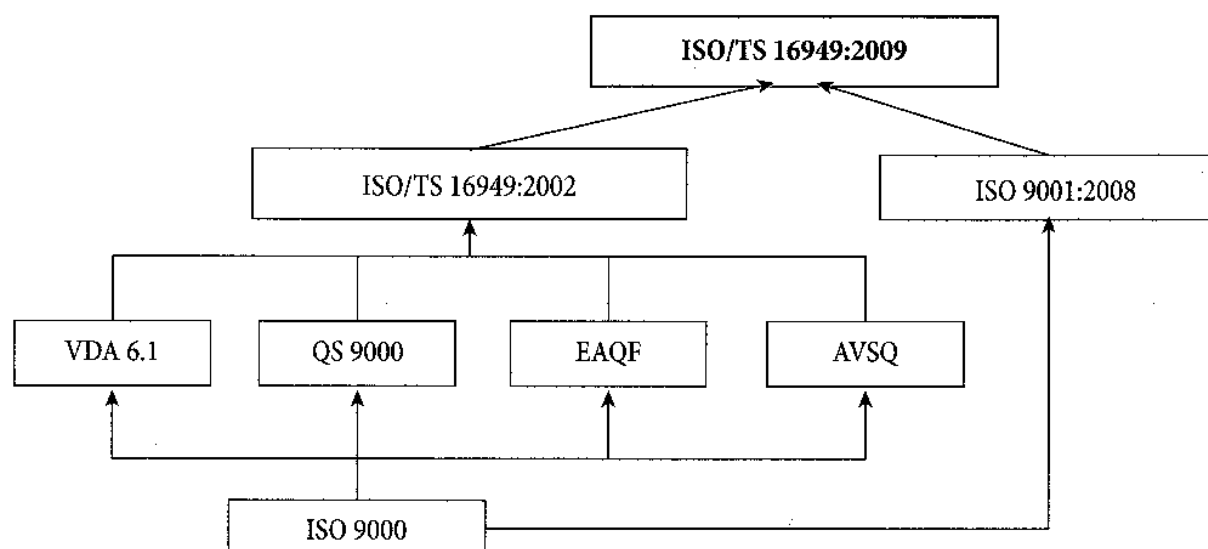 ISO/TS 16949:2009
ISO/TS 16949:2002
ISO 9001:2008
VDA 6.1
QS 9000
EAQF
AVSQ
ISO 9000